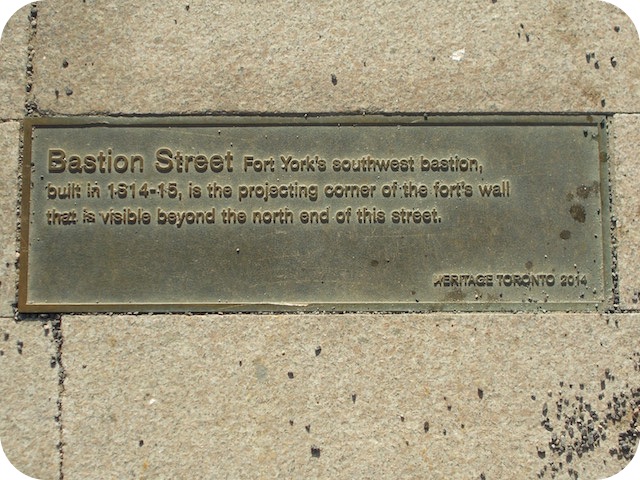 Bastion Street Fort York's southwest bastion,
built in 1814-15, is the projecting corner of the fort's wall
that is visible beyond the north end of this street.
HERITAGE TORONTO 2014